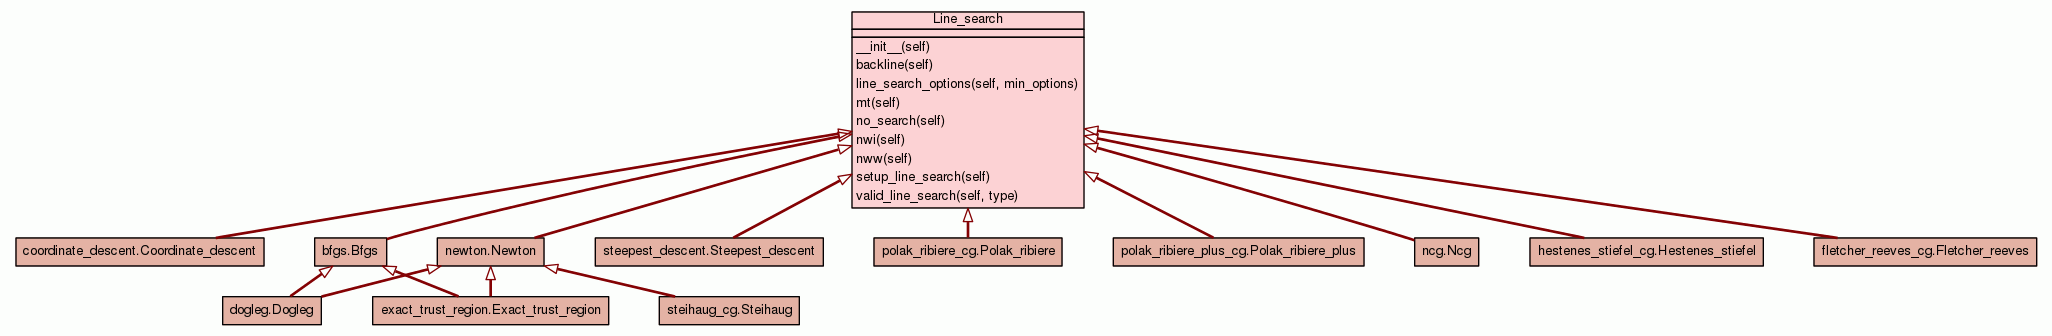 Line_search
__init__(self)
backline(self)
line_search_options(self, min_options)
mt(self)
no_search(self)
nwi(self)
nww(self)
setup_line_search(self)
valid_line_search(self, type)
coordinate_descent.Coordinate_descent
bfgs.Bfgs
newton.Newton
steepest_descent.Steepest_descent
polak_ribiere_cg.Polak_ribiere
polak_ribiere_plus_cg.Polak_ribiere_plus
ncg.Ncg
hestenes_stiefel_cg.Hestenes_stiefel
fletcher_reeves_cg.Fletcher_reeves
dogleg.Dogleg
exact_trust_region.Exact_trust_region
steihaug_cg.Steihaug